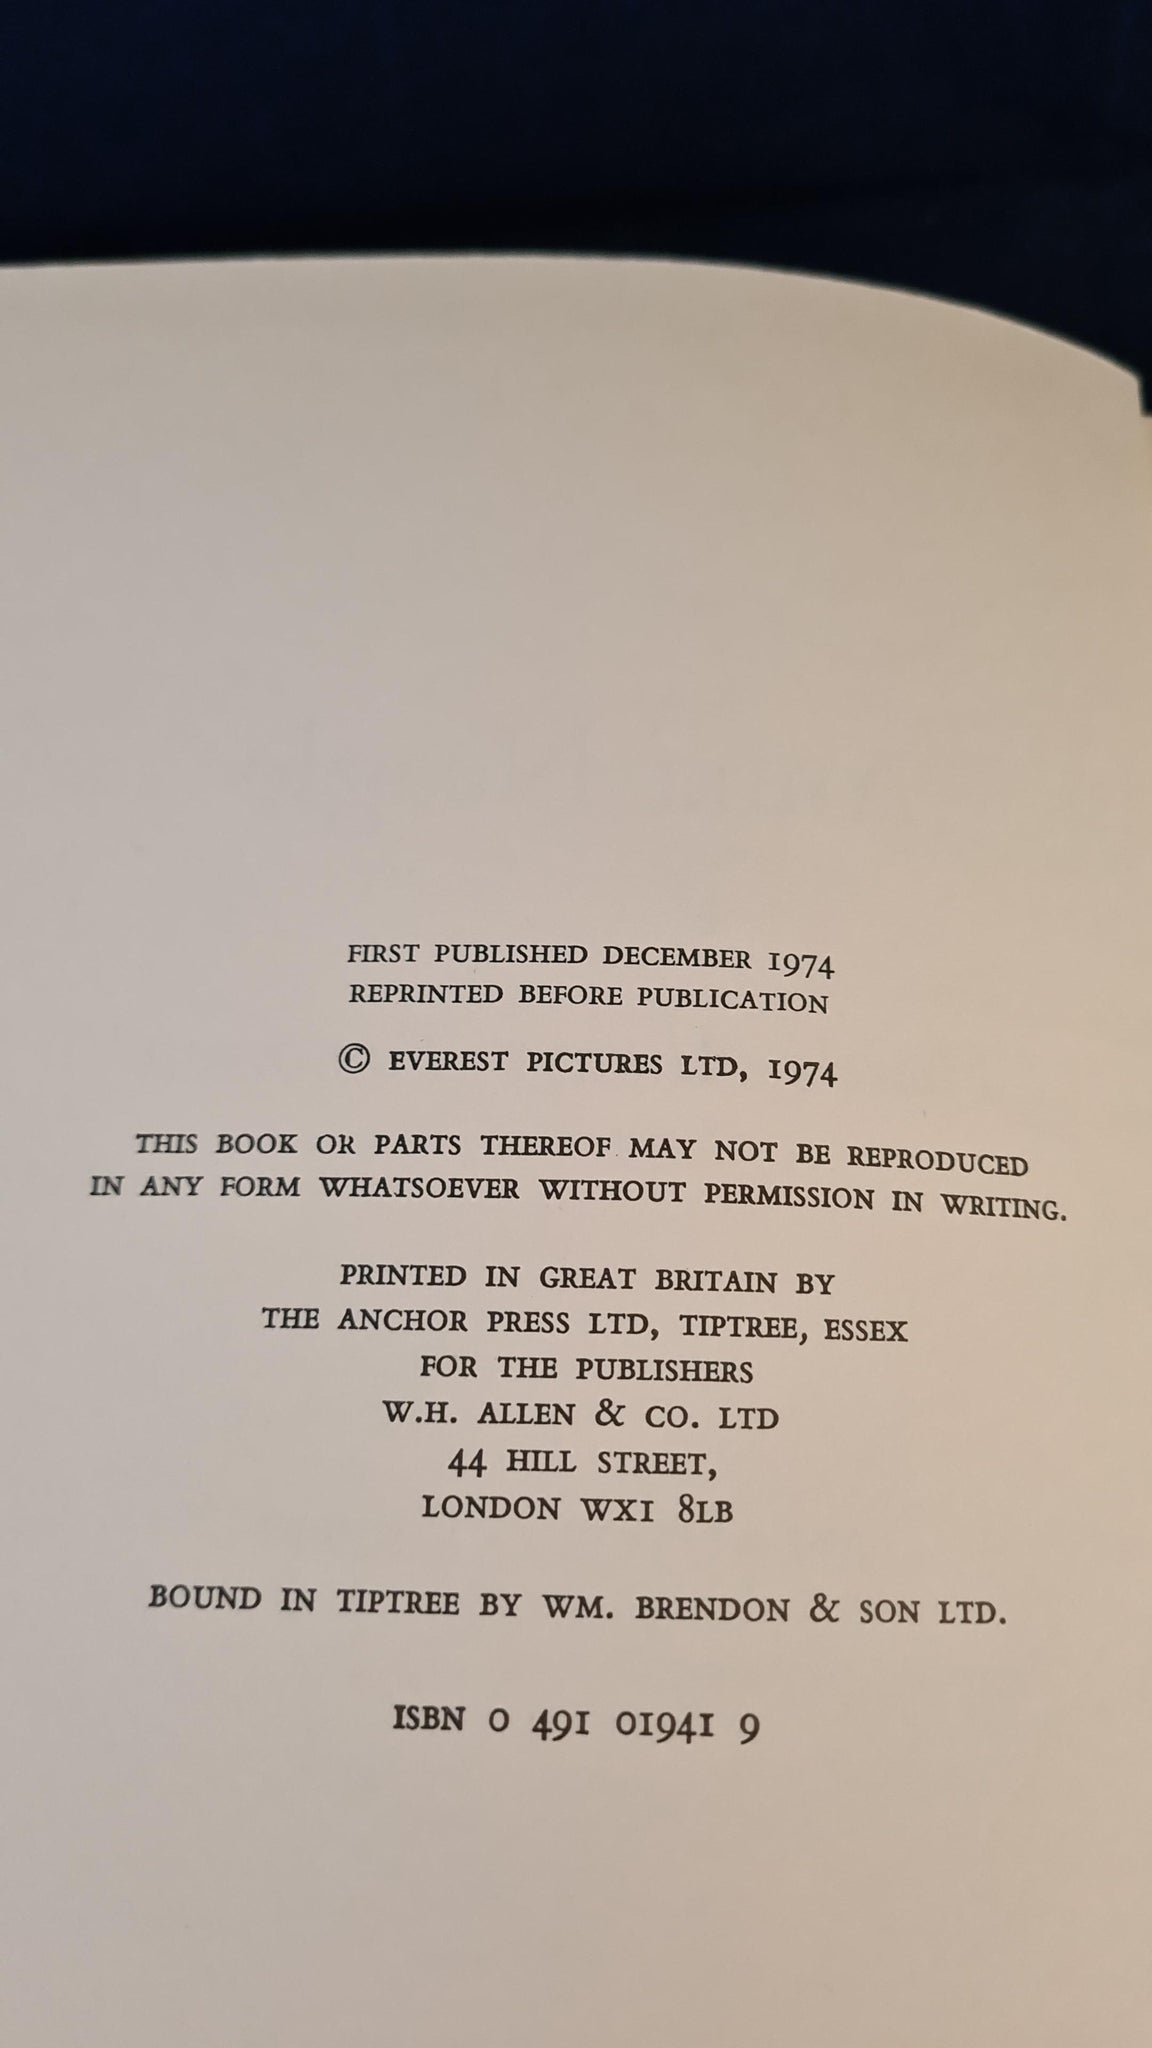 FIRST PUBLISHED DECEMBER 1974
REPRINTED BEFORE PUBLICATION
© EVEREST PICTURES LTD, 1974
THIS BOOK OR PARTS THEREOF MAY NOT BE REPRODUCED
IN ANY FORM WHATSOEVER WITHOUT PERMISSION IN WRITING.
PRINTED IN GREAT BRITAIN BY
THE ANCHOR PRESS LTD, TIPTREE, ESSEX
FOR THE PUBLISHERS
W.H. ALLEN & CO. LTD
44 HILL STREET,
LONDON WX1 8LB
BOUND IN TIPTREE BY WM. BRENDON & SON LTD.
ISBN 0 491 01941 9